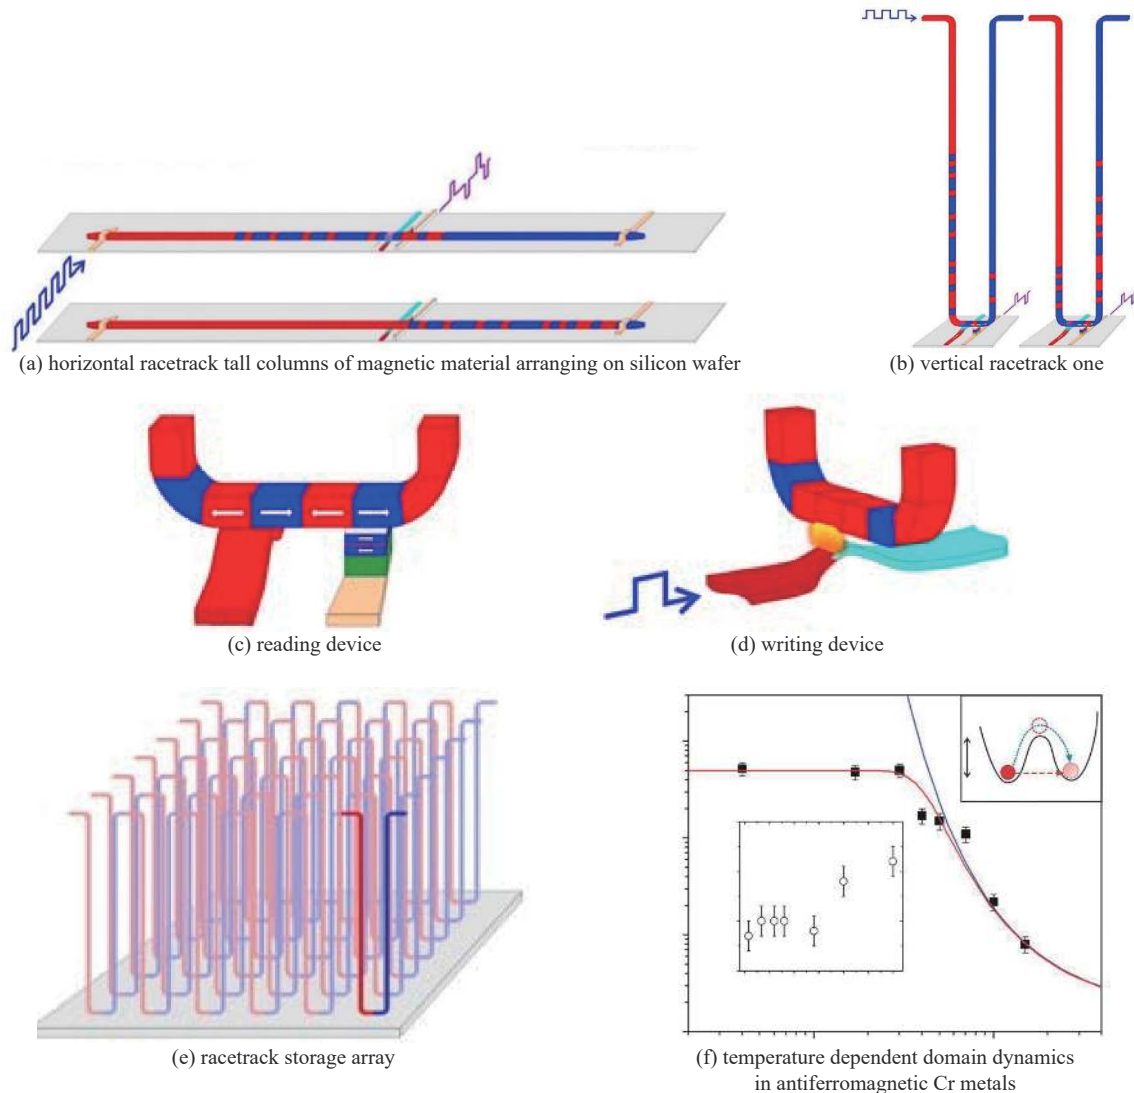 (a) horizontal racetrack tall columns of magnetic material arranging on silicon wafer
(b) vertical racetrack one
(c) reading device
(d) writing device
(e) racetrack storage array
(f) temperature dependent domain dynamics
in antiferromagnetic Cr metals